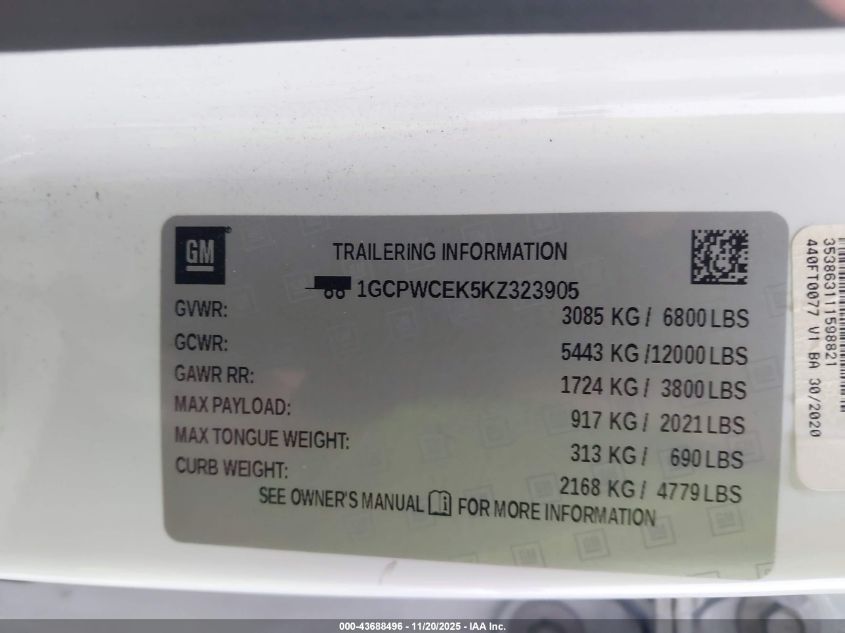 GM
TRAILERING INFORMATION
1GCPWCEK5KZ323905
GVWR: 3085 KG / 6800 LBS
GCWR: 5443 KG /12000 LBS
GAWR RR: 1724 KG / 3800 LBS
MAX PAYLOAD: 917 KG / 2021 LBS
MAX TONGUE WEIGHT: 313 KG / 690 LBS
CURB WEIGHT: 2168 KG / 4779 LBS
SEE OWNER'S MANUAL FOR MORE INFORMATION
353863111598821
440FT0077 V1 BA 30/2020
000-43688496 - 11/20/2025 - IAA Inc.